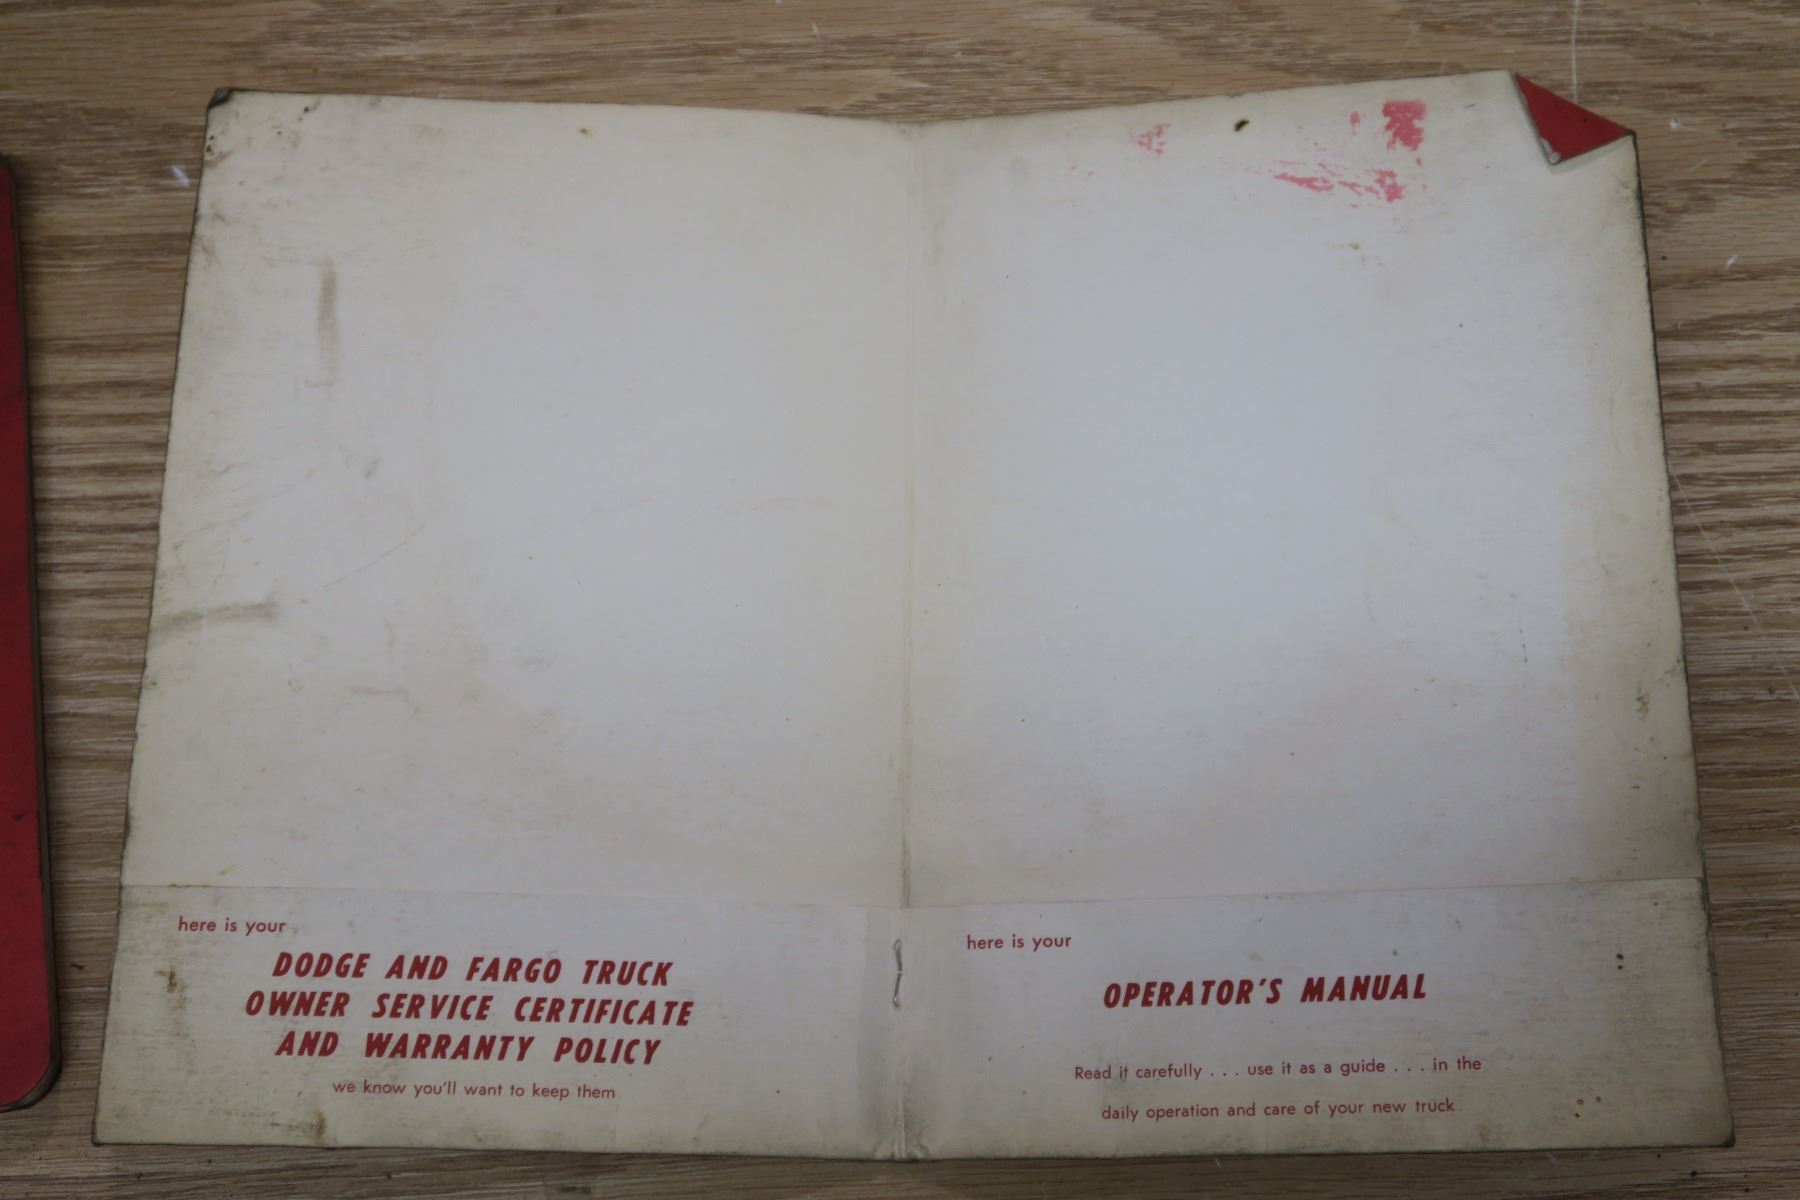 here is your
DODGE AND FARGO TRUCK
OWNER SERVICE CERTIFICATE
AND WARRANTY POLICY
we know you'll want to keep them
here is your
OPERATOR'S MANUAL
Read it carefully . . . use it as a guide . . . in the
daily operation and care of your new truck